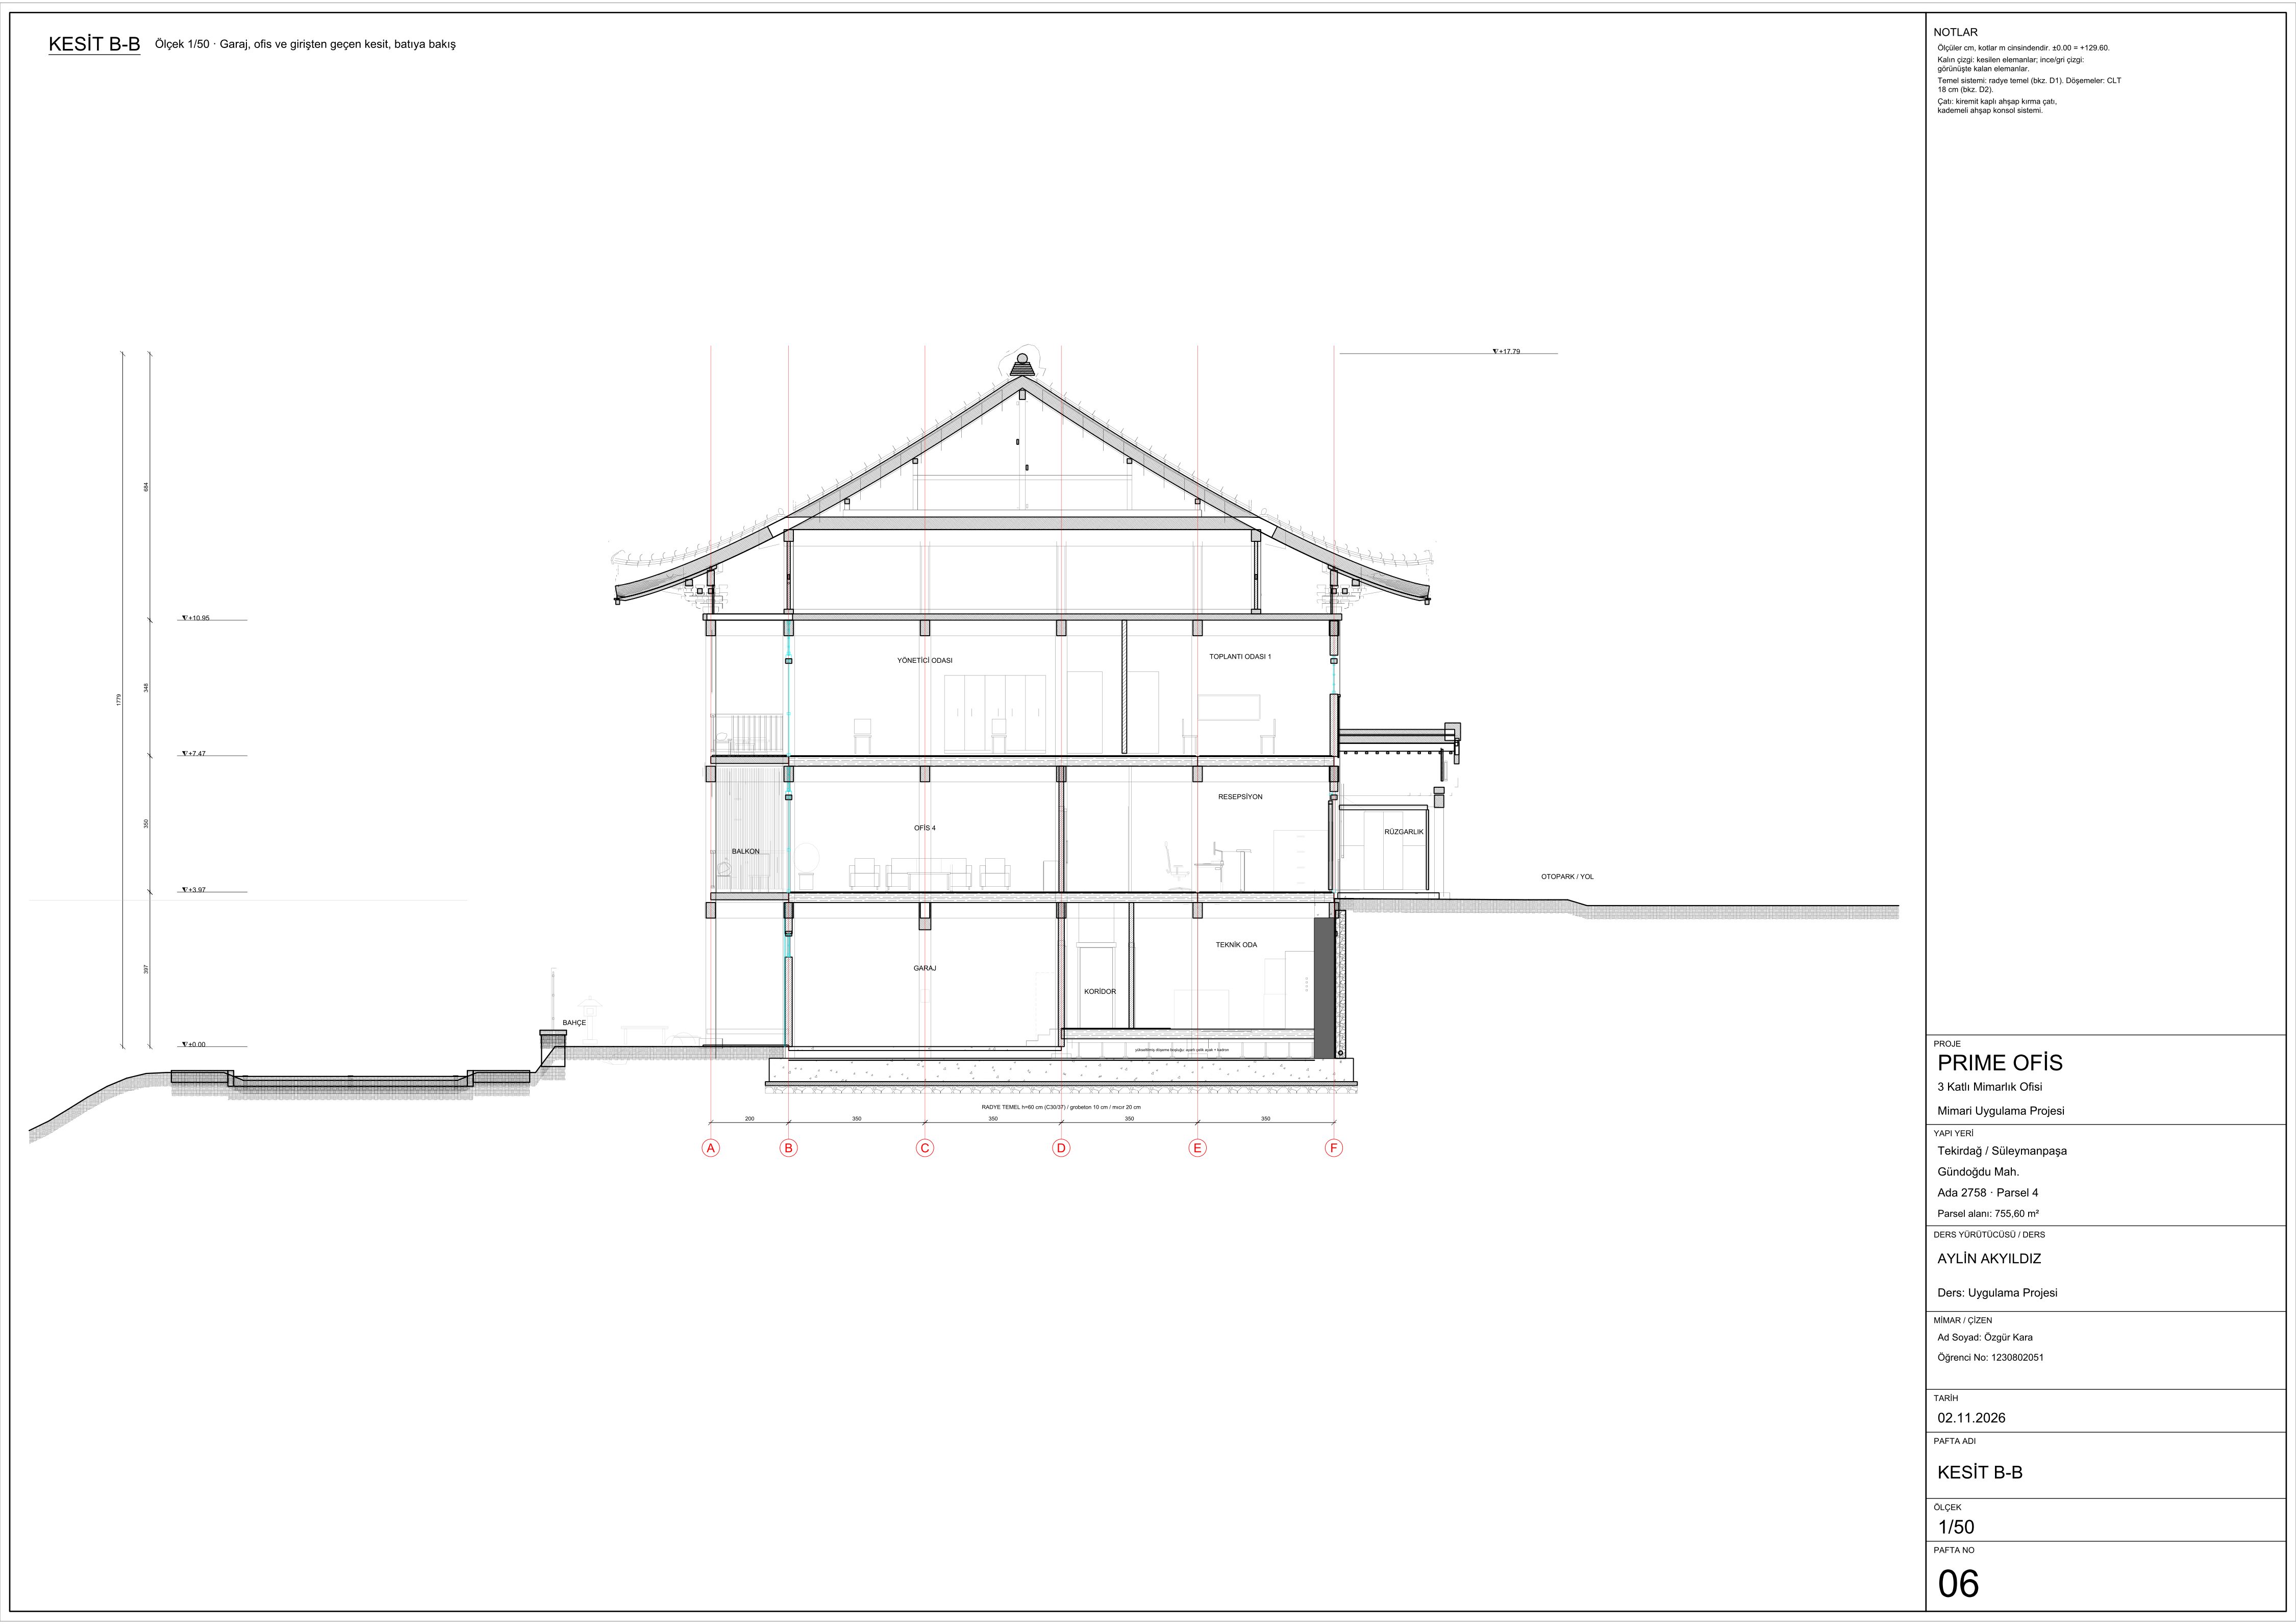 KESİT B-B Ölçek 1/50 · Garaj, ofis ve girişten geçen kesit, batıya bakış
NOTLAR
Ölçüler cm, kotlar m cinsindendir. ±0.00 = +129.60.
Kalın çizgi: kesilen elemanlar; ince/gri çizgi:
görünüşte kalan elemanlar.
Temel sistemi: radye temel (bkz. D1). Döşemeler: CLT
18 cm (bkz. D2).
Çatı: kiremit kaplı ahşap kırma çatı,
kademeli ahşap konsol sistemi.
+17.79
684
+10.95
YÖNETİCİ ODASI
TOPLANTI ODASI 1
1779
348
+7.47
RESEPSİYON
350
OFİS 4
RÜZGARLIK
BALKON
OTOPARK / YOL
+3.97
TEKNİK ODA
397
GARAJ
KORİDOR
BAHÇE
±0.00
RADYE TEMEL h=60 cm (C30/37) / grobeton 10 cm / mıcır 20 cm
200 350 350 350 350
A B C D E F
PROJE
PRIME OFİS
3 Katlı Mimarlık Ofisi
Mimari Uygulama Projesi
YAPI YERİ
Tekirdağ / Süleymanpaşa
Gündoğdu Mah.
Ada 2758 · Parsel 4
Parsel alanı: 755,60 m²
DERS YÜRÜTÜCÜSÜ / DERS
AYLİN AKYILDIZ
Ders: Uygulama Projesi
MİMAR / ÇİZEN
Ad Soyad: Özgür Kara
Öğrenci No: 1230802051
TARİH
02.11.2026
PAFTA ADI
KESİT B-B
ÖLÇEK
1/50
PAFTA NO
06